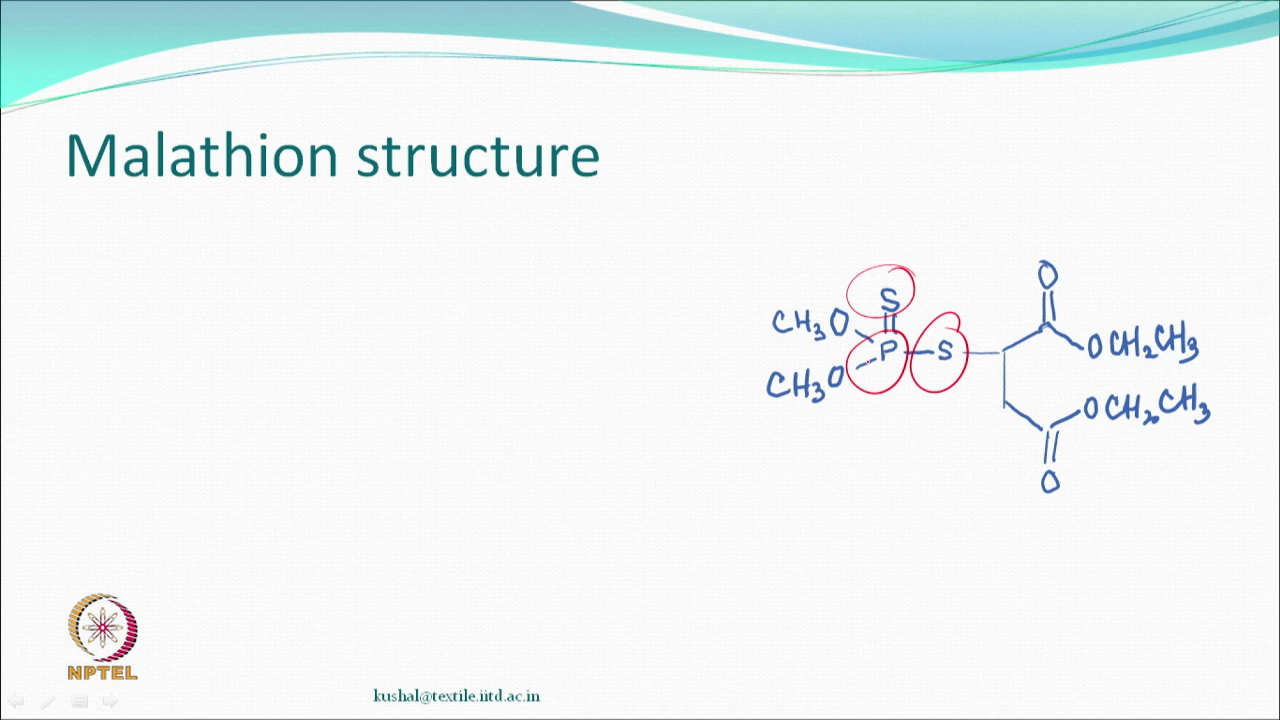 Malathion structure
O
S
CH3O
P
S
OCH2CH3
CH3O
OCH2CH3
O
NPTEL
kushal@textile.iitd.ac.in